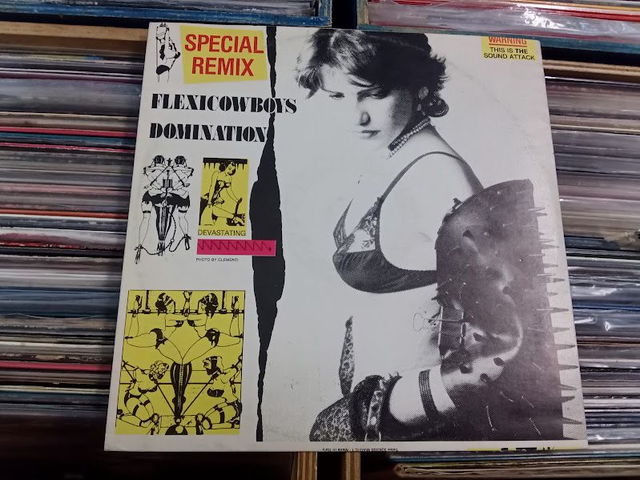 SPECIAL
REMIX
WARNING
THIS IS THE
SOUND ATTACK
FLEXICOWBOYS
DOMINATION
DEVASTATING
PHOTO BY CLEMENTI